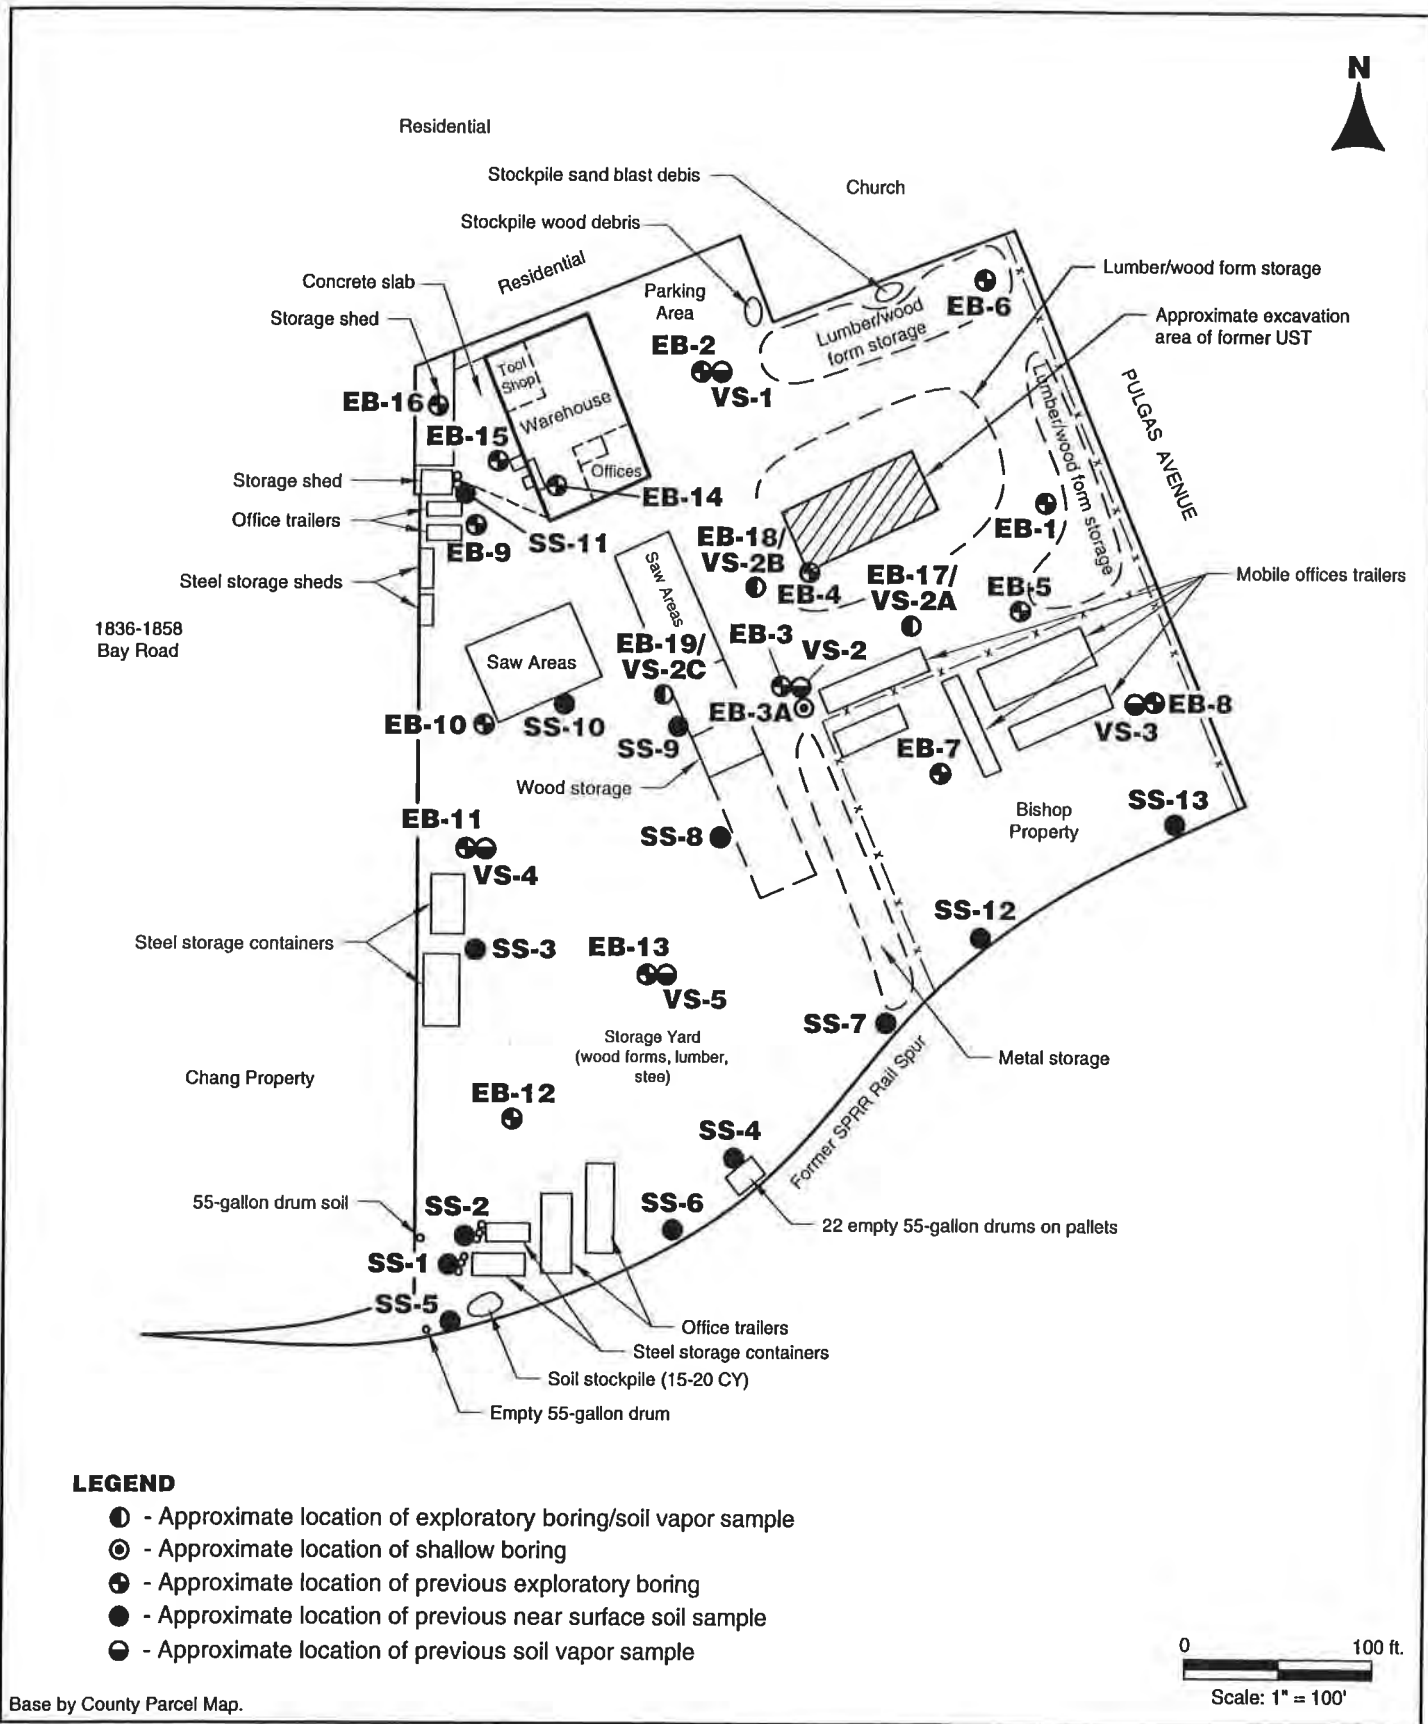 N
Residential
Stockpile sand blast debis
Church
Stockpile wood debris
Residential
Concrete slab
Parking
Area
Lumber/wood form storage
Storage shed
EB-6
Approximate excavation
area of former UST
Lumber/wood
form storage
EB-2
VS-1
Tool
Shop
Warehouse
Offices
EB-16
EB-15
PULGAS AVENUE
Lumber/wood form storage
Storage shed
EB-14
Office trailers
SS-11
EB-9
EB-1
EB-18/
VS-2B
EB-4
EB-17/
VS-2A
EB-5
Mobile offices trailers
Steel storage sheds
Saw Areas
1836-1858
Bay Road
Saw Areas
EB-19/
VS-2C
EB-3
VS-2
EB-3A
EB-8
VS-3
EB-10
SS-10
SS-9
EB-7
Wood storage
SS-13
Bishop
Property
EB-11
VS-4
SS-8
SS-12
Steel storage containers
SS-3
EB-13
VS-5
SS-7
Storage Yard
(wood forms, lumber,
stee)
Metal storage
Chang Property
EB-12
Former SPRR Rail Spur
SS-4
55-gallon drum soil
SS-2
SS-6
22 empty 55-gallon drums on pallets
SS-1
SS-5
Office trailers
Steel storage containers
Soil stockpile (15-20 CY)
Empty 55-gallon drum
LEGEND
- Approximate location of exploratory boring/soil vapor sample
- Approximate location of shallow boring
- Approximate location of previous exploratory boring
- Approximate location of previous near surface soil sample
- Approximate location of previous soil vapor sample
0 100 ft.
Scale: 1" = 100'
Base by County Parcel Map.